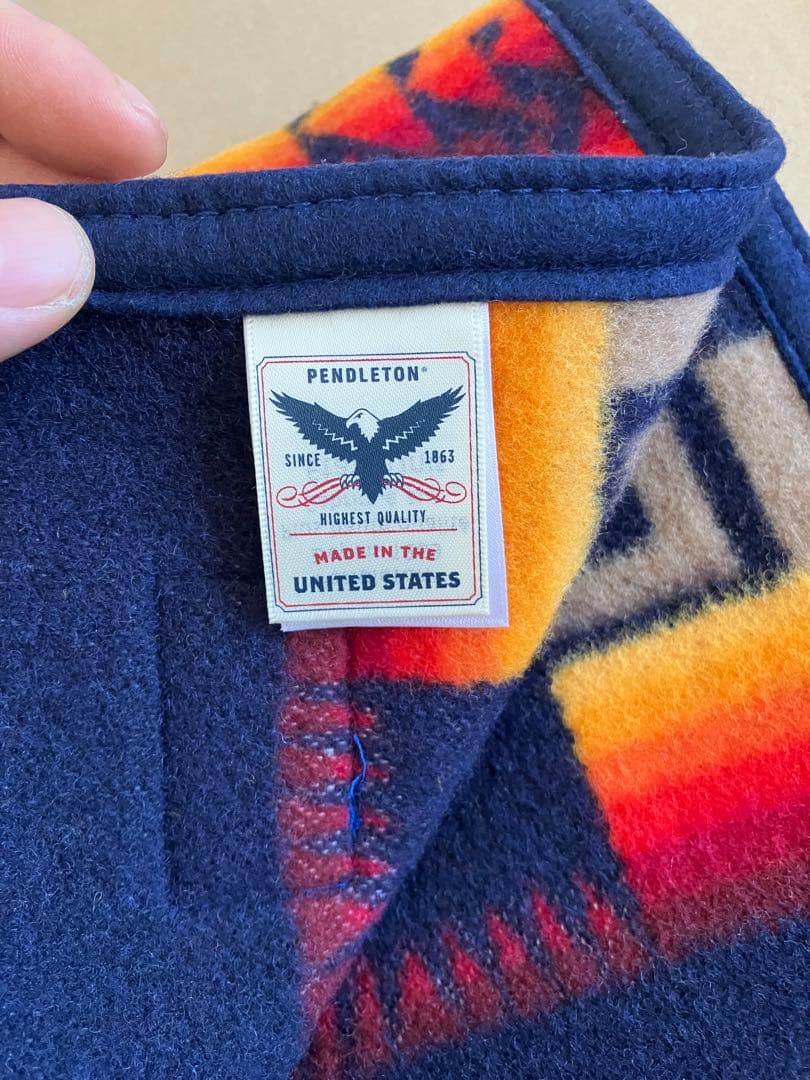 PENDLETON®
SINCE 1863
HIGHEST QUALITY
MADE IN THE
UNITED STATES